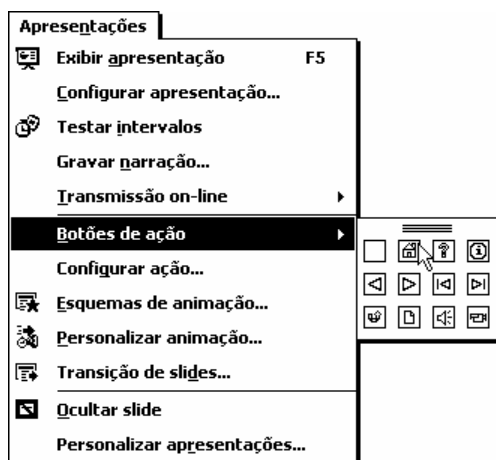 Apresentações
Exibir apresentação F5
Configurar apresentação...
Testar intervalos
Gravar narração...
Transmissão on-line
Botões de ação
Configurar ação...
Esquemas de animação...
Personalizar animação...
Transição de slides...
Ocultar slide
Personalizar apresentações...